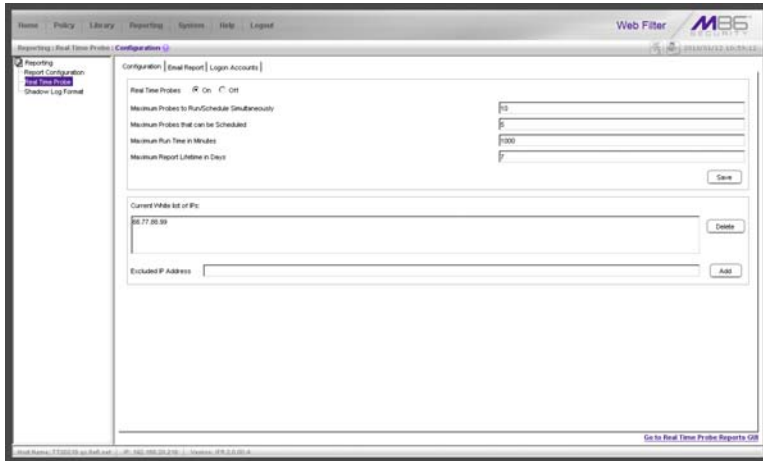 Home Policy Library Reporting System Help Logout
Web Filter
M86 SECURITY
Reporting : Real Time Probe : Configuration
Reporting
Report Configuration
Real Time Probe
Shadow Log Format
Configuration Email Report Logon Accounts
Real Time Probes On Off
Maximum Probes to Run/Schedule Simultaneously 10
Maximum Probes that can be Scheduled 5
Maximum Run Time in Minutes 1000
Maximum Report Lifetime in Days 7
Save
Current White list of IPs:
Delete
Excluded IP Address Add
Go to Real Time Probe Reports GUI